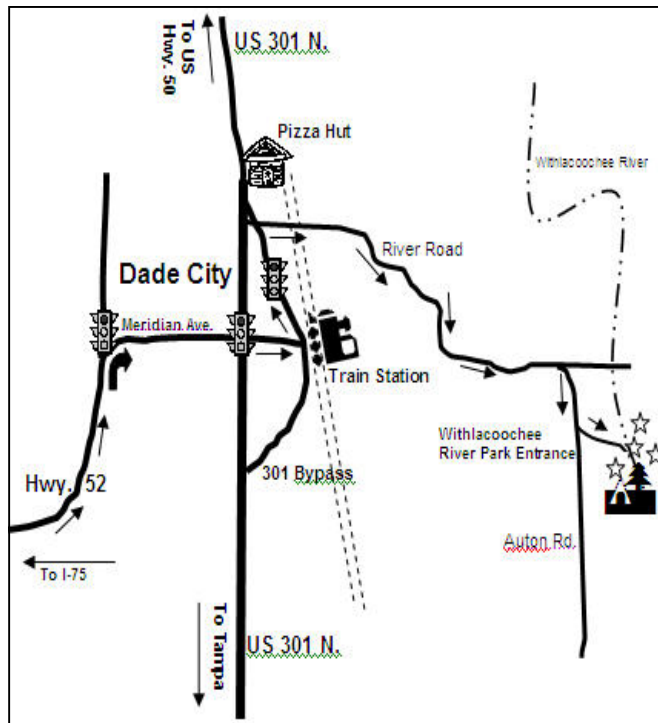 To US
Hwy. 50
US 301 N.
Pizza Hut
Withlacoochee River
River Road
Dade City
Meridian Ave.
Train Station
Withlacoochee
River Park Entrance
301 Bypass
Hwy. 52
Auton Rd.
To I-75
To Tampa
US 301 N.